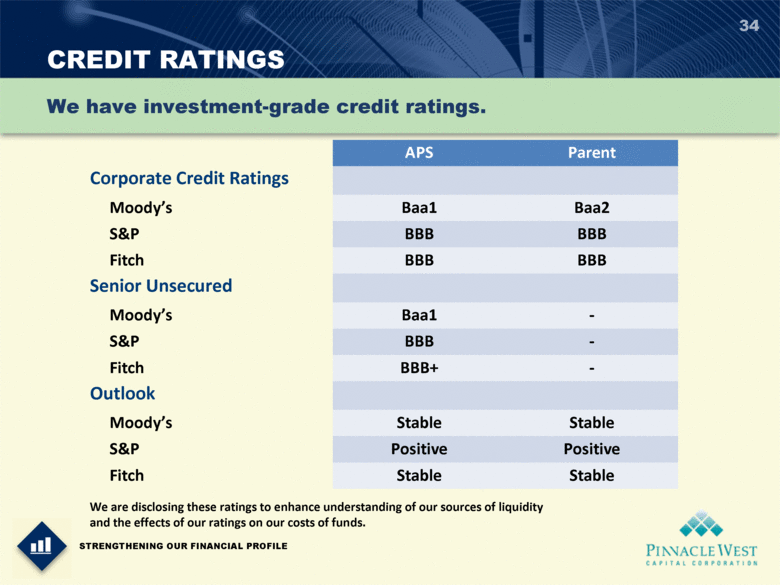 34
CREDIT RATINGS
We have investment-grade credit ratings.
APS Parent
Corporate Credit Ratings
Moody’s Baa1 Baa2
S&P BBB BBB
Fitch BBB BBB
Senior Unsecured
Moody’s Baa1 -
S&P BBB -
Fitch BBB+ -
Outlook
Moody’s Stable Stable
S&P Positive Positive
Fitch Stable Stable
We are disclosing these ratings to enhance understanding of our sources of liquidity
and the effects of our ratings on our costs of funds.
STRENGTHENING OUR FINANCIAL PROFILE
PINNACLE WEST
CAPITAL CORPORATION